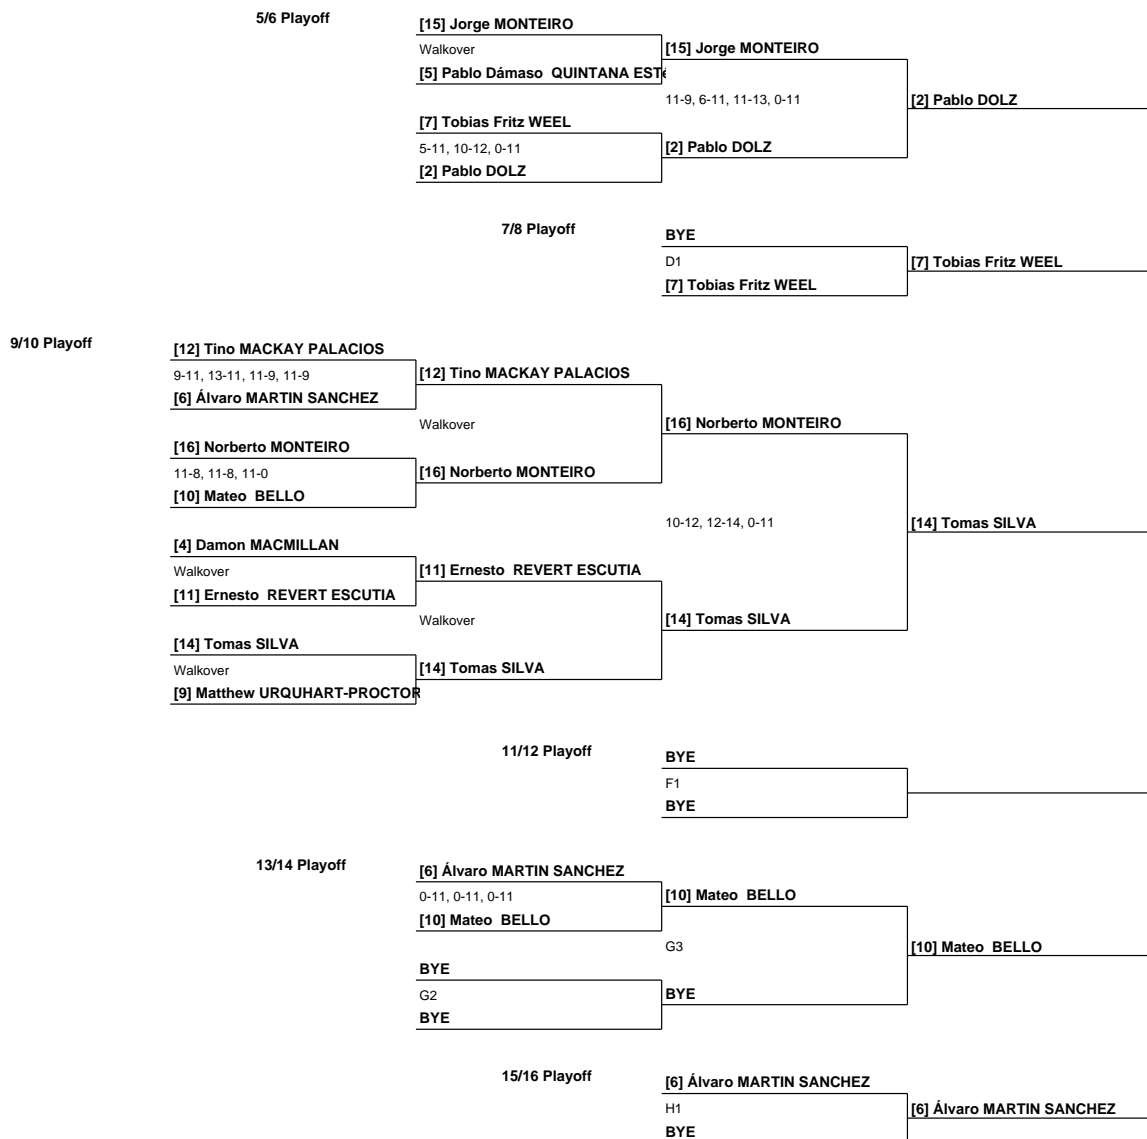 5/6 Playoff
[15] Jorge MONTEIRO
Walkover
[15] Jorge MONTEIRO
[5] Pablo Dámaso QUINTANA ESTé
11-9, 6-11, 11-13, 0-11
[2] Pablo DOLZ
[7] Tobias Fritz WEEL
5-11, 10-12, 0-11
[2] Pablo DOLZ
[2] Pablo DOLZ
7/8 Playoff
BYE
D1
[7] Tobias Fritz WEEL
[7] Tobias Fritz WEEL
9/10 Playoff
[12] Tino MACKAY PALACIOS
9-11, 13-11, 11-9, 11-9
[12] Tino MACKAY PALACIOS
[6] Álvaro MARTIN SANCHEZ
Walkover
[16] Norberto MONTEIRO
[16] Norberto MONTEIRO
11-8, 11-8, 11-0
[16] Norberto MONTEIRO
[10] Mateo BELLO
10-12, 12-14, 0-11
[14] Tomas SILVA
[4] Damon MACMILLAN
Walkover
[11] Ernesto REVERT ESCUTIA
[11] Ernesto REVERT ESCUTIA
Walkover
[14] Tomas SILVA
[14] Tomas SILVA
Walkover
[14] Tomas SILVA
[9] Matthew URQUHART-PROCTOR
11/12 Playoff
BYE
F1
BYE
13/14 Playoff
[6] Álvaro MARTIN SANCHEZ
0-11, 0-11, 0-11
[10] Mateo BELLO
[10] Mateo BELLO
G3
[10] Mateo BELLO
BYE
G2
BYE
BYE
15/16 Playoff
[6] Álvaro MARTIN SANCHEZ
H1
[6] Álvaro MARTIN SANCHEZ
BYE